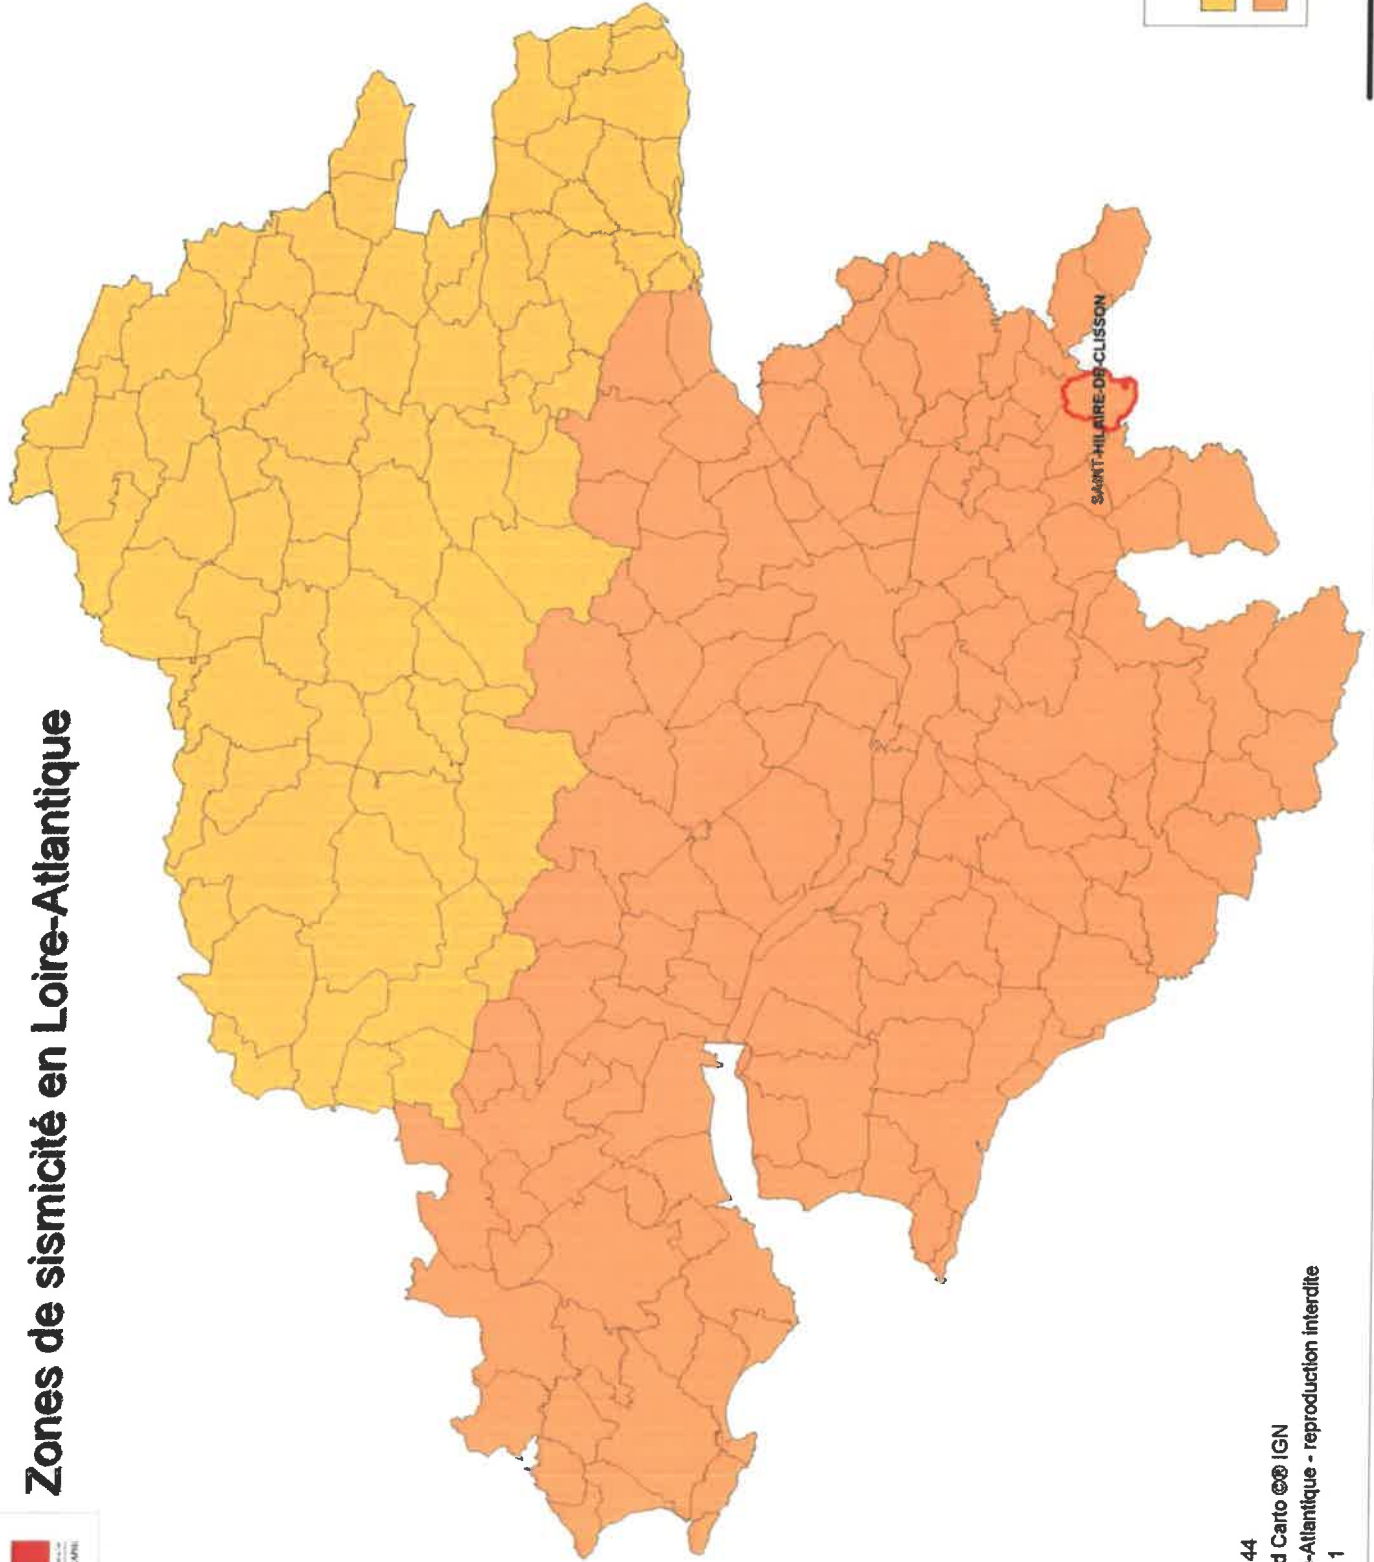 Zones de sismicité en Loire-Atlantique
SAINT-HILAIRE-DE-CLISSON
44
d Carto ©® IGN
-Atlantique - reproduction interdite
1